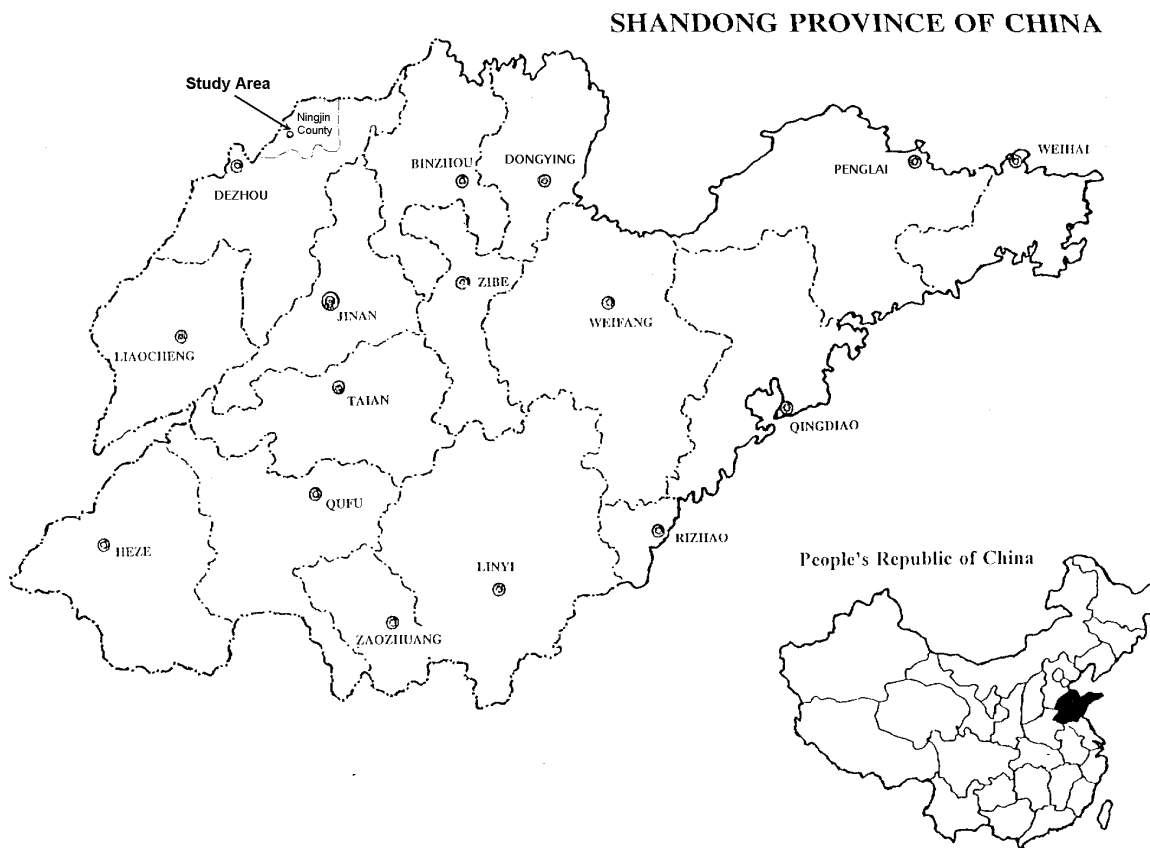 SHANDONG PROVINCE OF CHINA
Study Area
Ningjin
County
DEZHOU
BINZHOU
DONGYING
PENGLAI
WEIHAI
ZIBE
JINAN
WEIFANG
LIAOCHENG
TAIAN
QINGDIAO
QUFU
HEZE
RIZHAO
LINYI
ZAOZHUANG
People's Republic of China